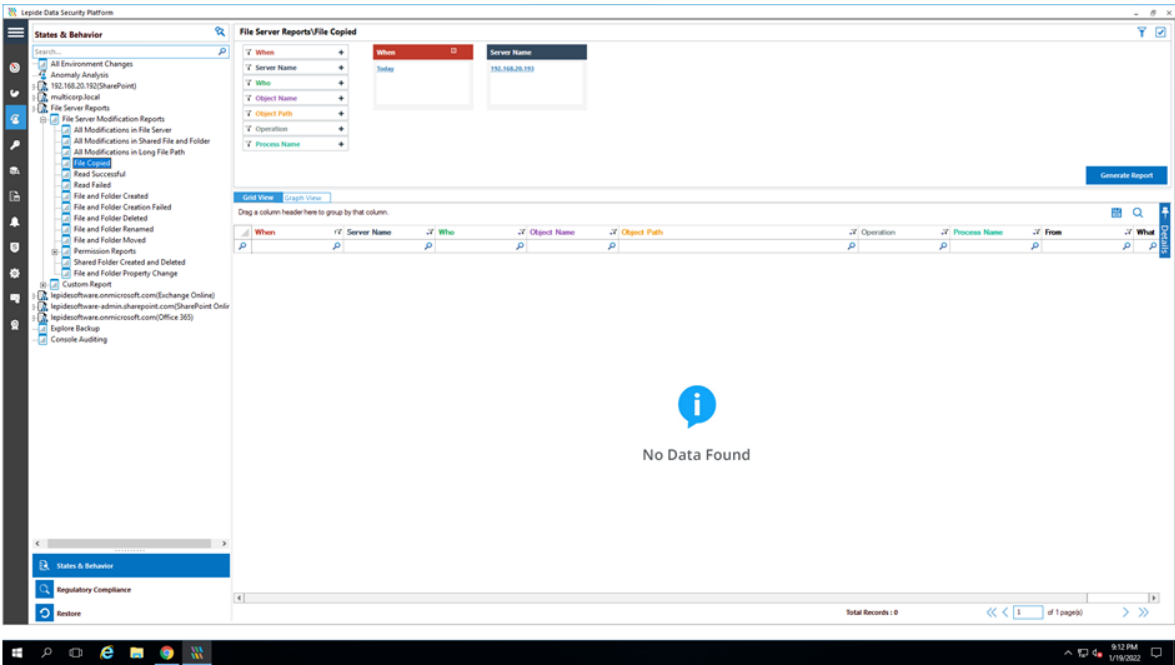 Lepide Data Security Platform
States & Behavior
Search...
All Environment Changes
Anomaly Analysis
192.168.20.192(SharePoint)
multicorp.local
File Server Reports
File Server Modification Reports
All Modifications in File Server
All Modifications in Shared File and Folder
All Modifications in Long File Path
File Copied
Read Successful
Read Failed
File and Folder Created
File and Folder Creation Failed
File and Folder Deleted
File and Folder Renamed
File and Folder Moved
Permission Reports
Shared Folder Created and Deleted
File and Folder Property Change
Custom Report
lepidesoftware.onmicrosoft.com(Exchange Online)
lepidesoftware-admin.sharepoint.com(SharePoint Onlir
lepidesoftware.onmicrosoft.com(Office 365)
Explore Backup
Console Auditing
States & Behavior
Regulatory Compliance
Restore
File Server Reports\File Copied
When
Server Name
Who
Object Name
Object Path
Operation
Process Name
When
Today
Server Name
192.168.20.193
Generate Report
Grid View Graph View
Drag a column header here to group by that column.
When Server Name Who Object Name Object Path Operation Process Name From What
Details
No Data Found
Total Records : 0
1 of 1 page(s)
9:12 PM
1/19/2022